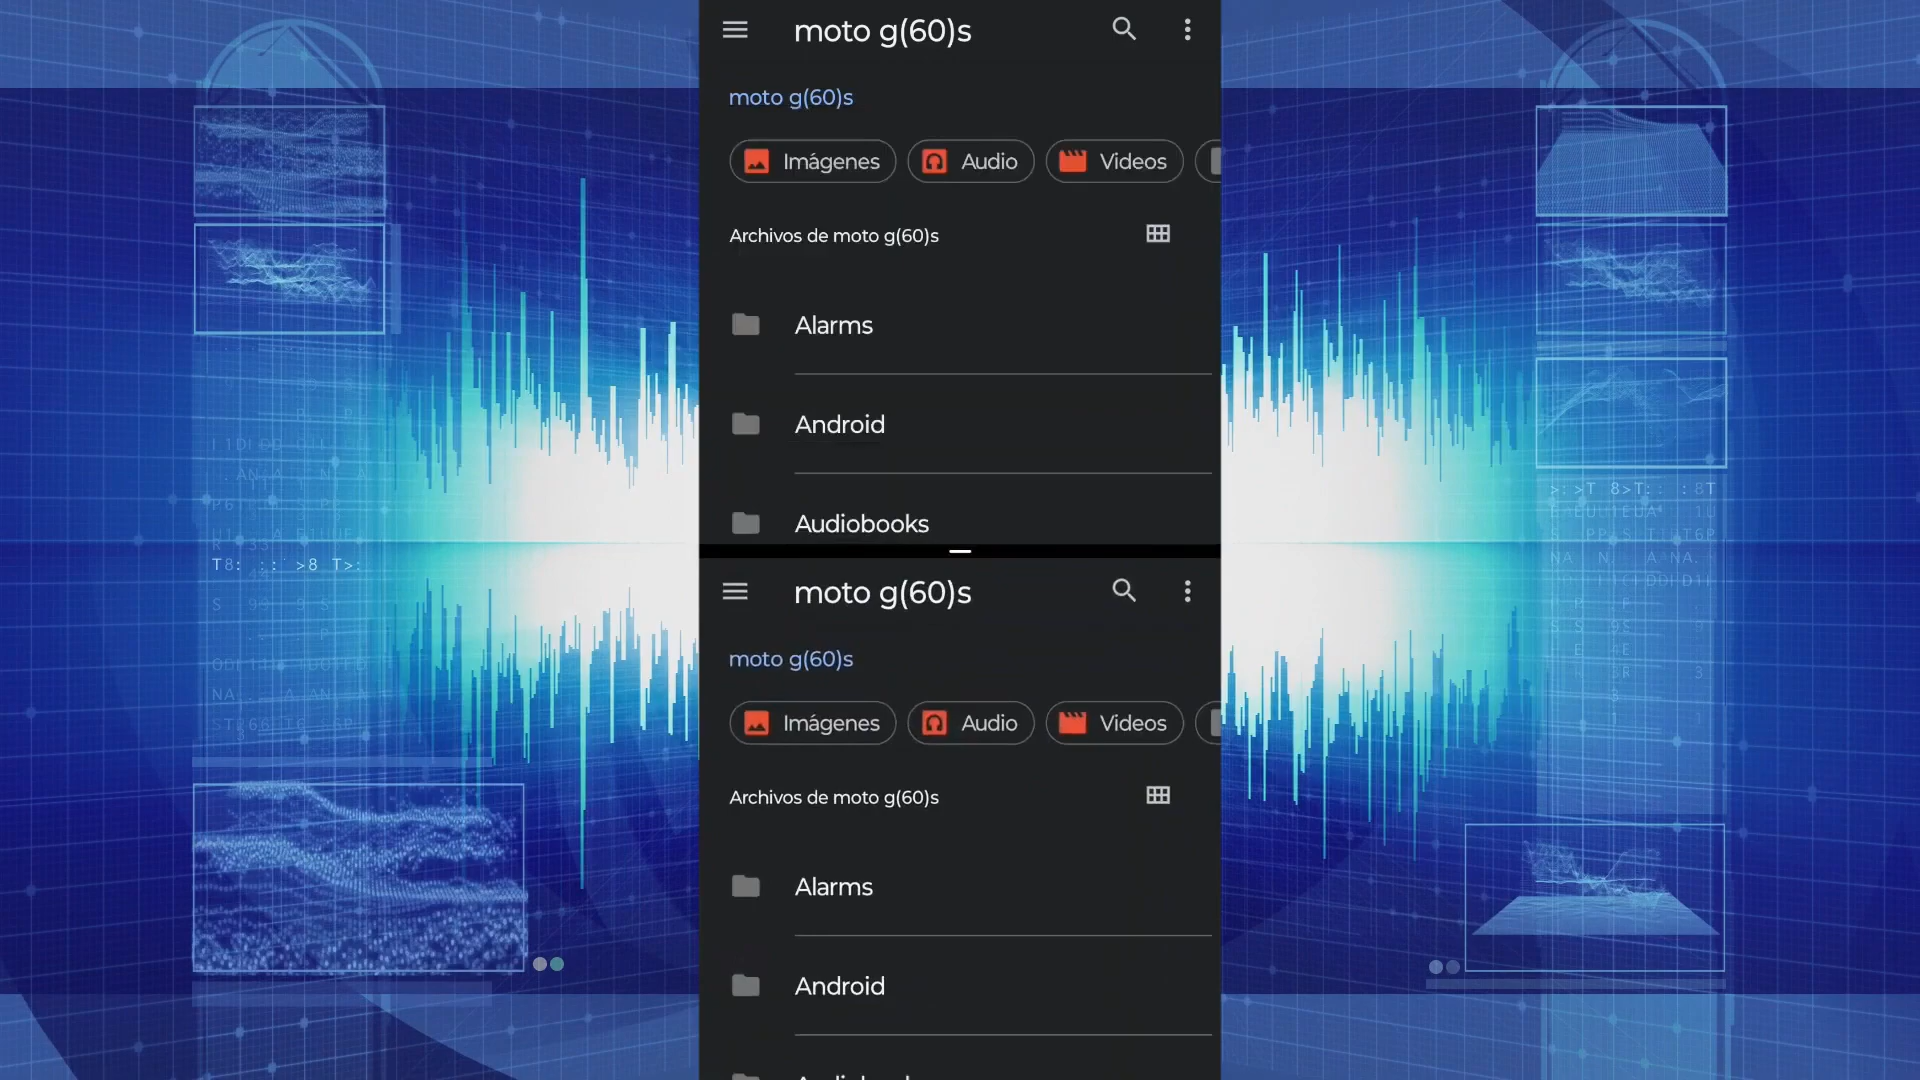 moto g(60)s
moto g(60)s
Imágenes Audio Videos
Archivos de moto g(60)s
Alarms
Android
Audiobooks
moto g(60)s
moto g(60)s
Imágenes Audio Videos
Archivos de moto g(60)s
Alarms
Android